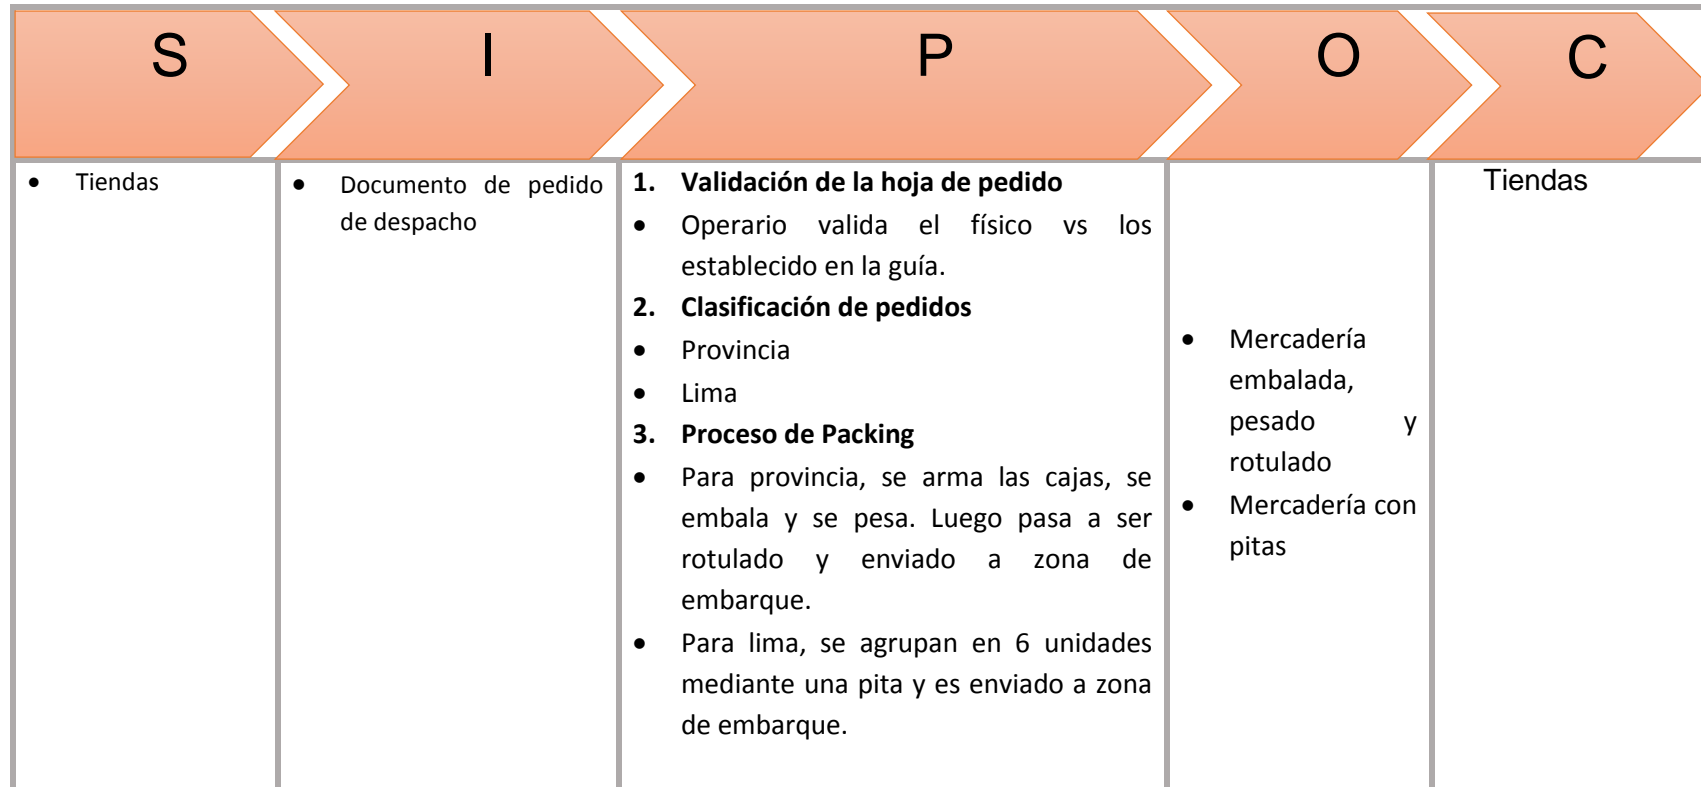 S
I
P
O
C
• Tiendas
• Documento de pedido
de despacho
1. Validación de la hoja de pedido
• Operario valida el físico vs los
establecido en la guía.
2. Clasificación de pedidos
• Provincia
• Lima
3. Proceso de Packing
• Para provincia, se arma las cajas, se
embala y se pesa. Luego pasa a ser
rotulado y enviado a zona de
embarque.
• Para lima, se agrupan en 6 unidades
mediante una pita y es enviado a zona
de embarque.
• Mercadería
embalada,
pesado y
rotulado
• Mercadería con
pitas
Tiendas